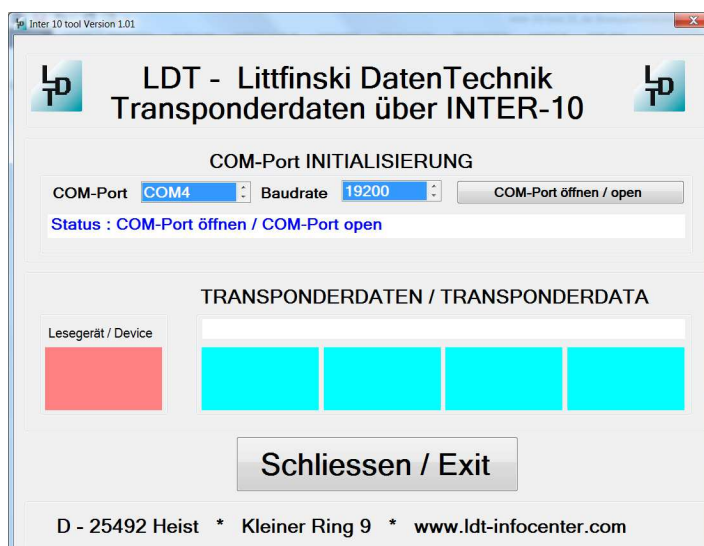 Inter 10 tool Version 1.01
LDT
LDT - Littfinski DatenTechnik
LDT
Transponderdaten über INTER-10
COM-Port INITIALISIERUNG
COM-Port COM4 Baudrate 19200 COM-Port öffnen / open
Status : COM-Port öffnen / COM-Port open
TRANSPONDERDATEN / TRANSPONDERDATA
Lesegerät / Device
Schliessen / Exit
D - 25492 Heist * Kleiner Ring 9 * www.ldt-infocenter.com